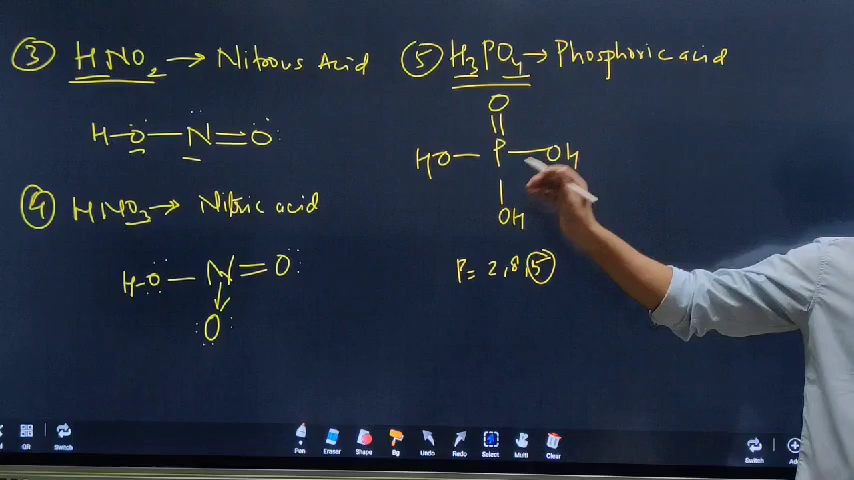 ③ HNO₂ → Nitrous Acid
H-O-N=O
④ HNO₃ → Nitric acid
H-O-N=O
↓
O
⑤ H₃PO₄ → Phosphoric acid
O
||
HO-P-OH
|
OH
P = 2,8,5
QR
Switch
Pen
Eraser
Shape
Bg
Undo
Redo
Select
Multi
Clear
Switch